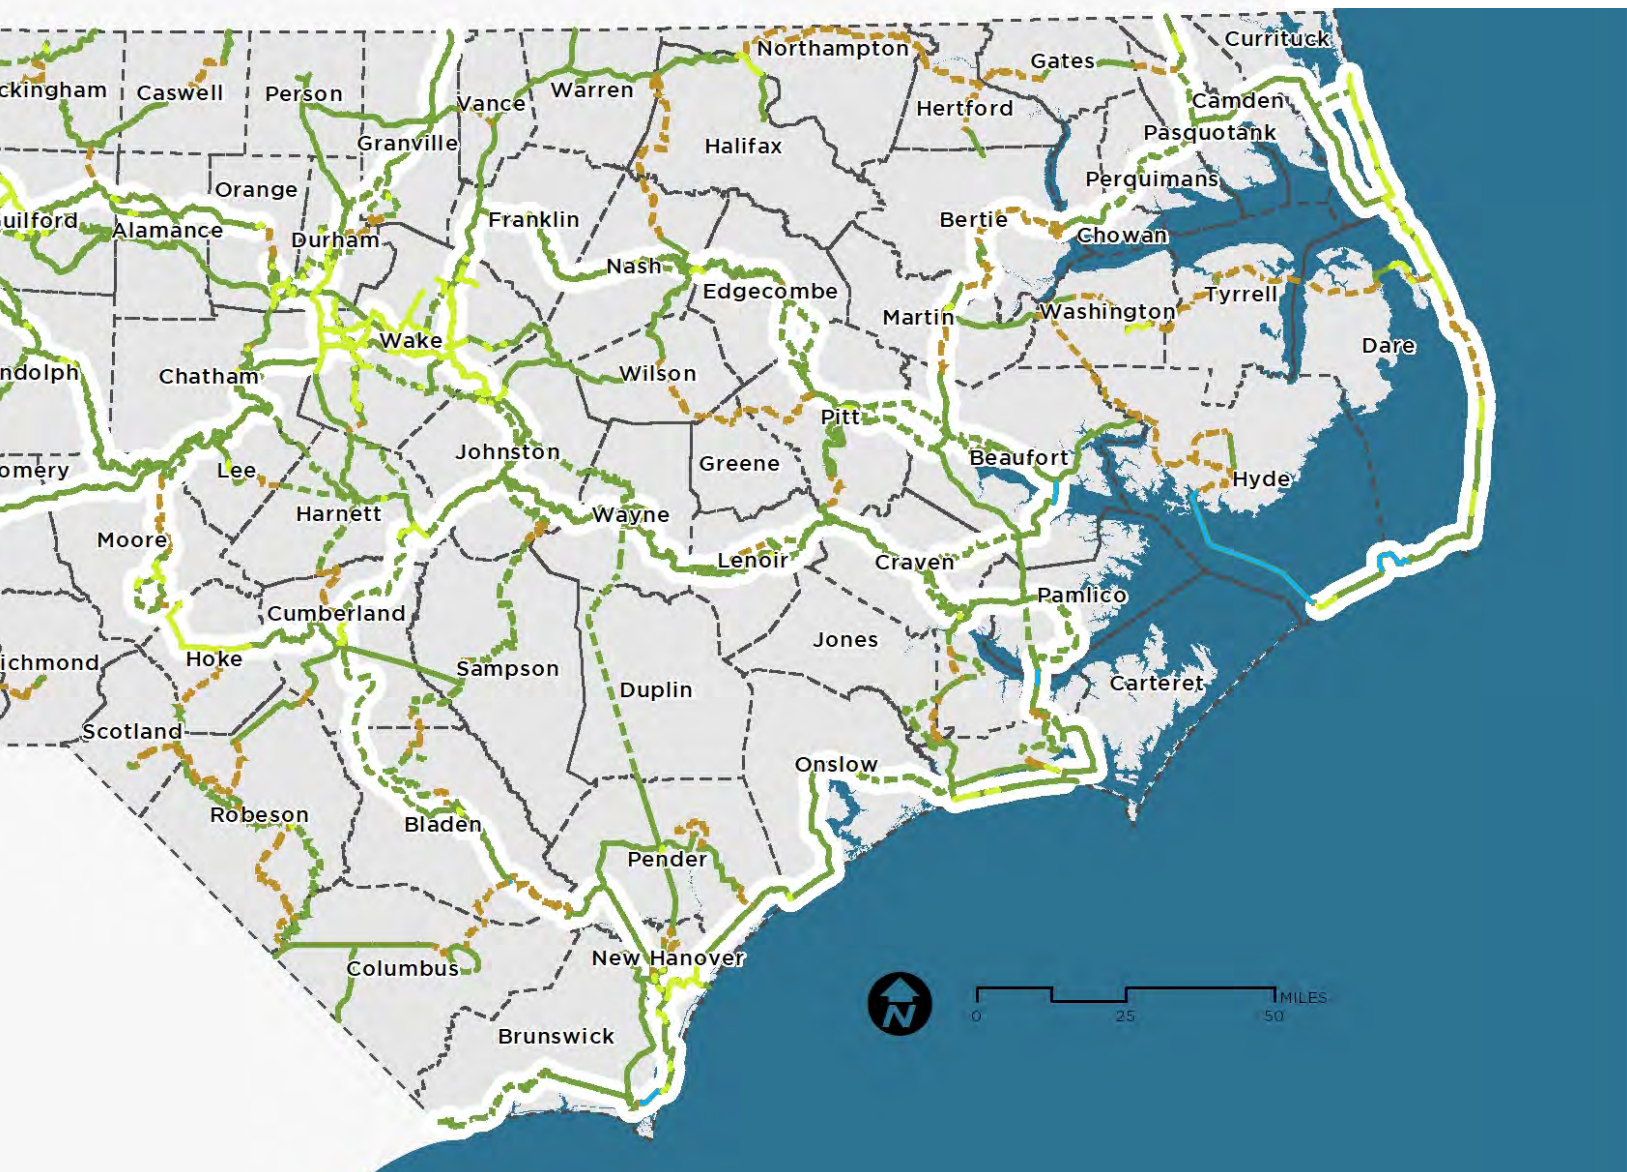 Currituck
Northampton
Gates
ckingham
Caswell
Person
Vance
Warren
Hertford
Camden
Granville
Halifax
Pasquotank
Orange
Perquimans
uilford
Alamance
Franklin
Bertie
Durham
Chowan
Nash
Edgecombe
Tyrrell
Martin
Washington
Wake
Dare
ndolph
Chatham
Wilson
Pitt
Johnston
Beaufort
omery
Lee
Greene
Hyde
Harnett
Wayne
Moore
Lenoir
Craven
Pamlico
Cumberland
Jones
ichmond
Hoke
Sampson
Duplin
Carteret
Scotland
Onslow
Robeson
Bladen
Pender
Columbus
New Hanover
N
MILES
0
25
50
Brunswick